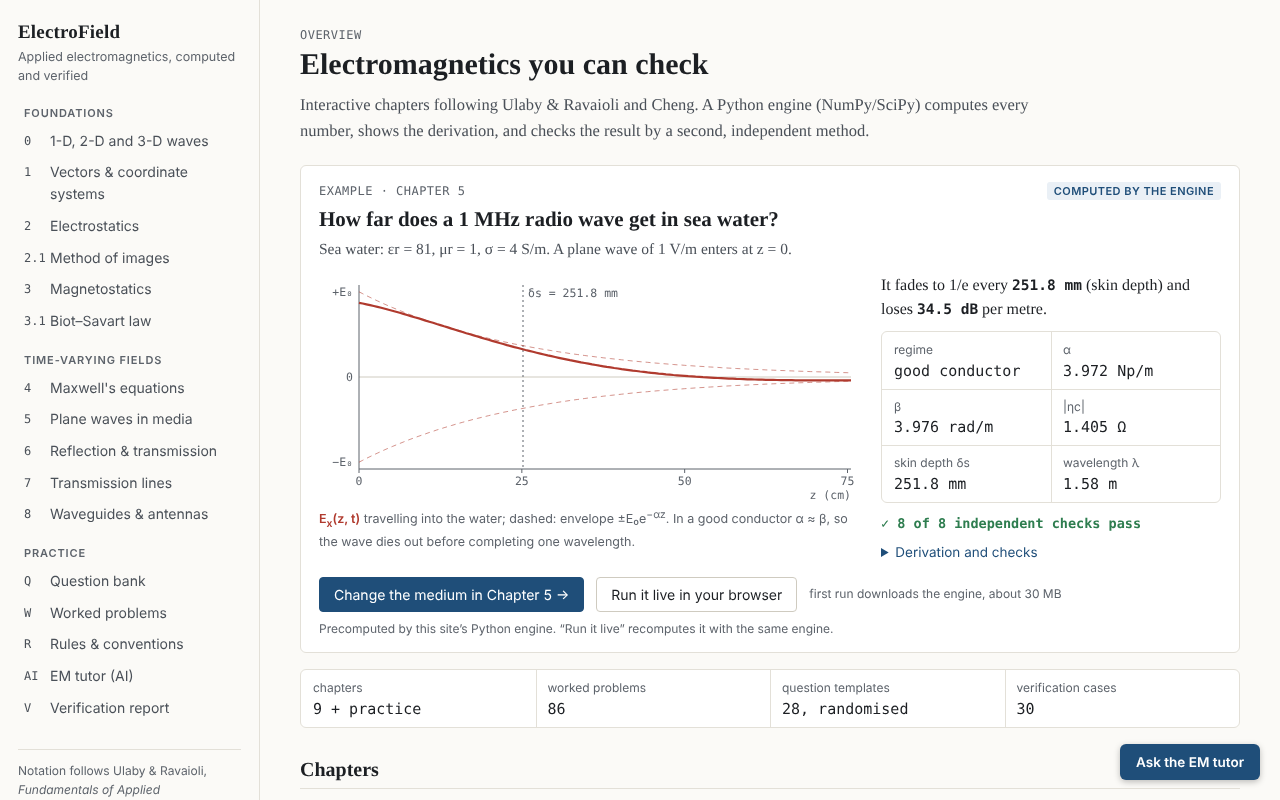 ElectroField
Applied electromagnetics, computed
and verified
FOUNDATIONS
0 1-D, 2-D and 3-D waves
1 Vectors & coordinate
systems
2 Electrostatics
2.1 Method of images
3 Magnetostatics
3.1 Biot–Savart law
TIME-VARYING FIELDS
4 Maxwell's equations
5 Plane waves in media
6 Reflection & transmission
7 Transmission lines
8 Waveguides & antennas
PRACTICE
Q Question bank
W Worked problems
R Rules & conventions
AI EM tutor (AI)
V Verification report
Notation follows Ulaby & Ravaioli,
Fundamentals of Applied
OVERVIEW
Electromagnetics you can check
Interactive chapters following Ulaby & Ravaioli and Cheng. A Python engine (NumPy/SciPy) computes every
number, shows the derivation, and checks the result by a second, independent method.
EXAMPLE · CHAPTER 5
COMPUTED BY THE ENGINE
How far does a 1 MHz radio wave get in sea water?
Sea water: εr = 81, μr = 1, σ = 4 S/m. A plane wave of 1 V/m enters at z = 0.
+E₀
δs = 251.8 mm
0
−E₀
0 25 50 75
z (cm)
Eₓ(z, t) travelling into the water; dashed: envelope ±E₀e⁻ᵅᶻ. In a good conductor α ≈ β, so
the wave dies out before completing one wavelength.
It fades to 1/e every 251.8 mm (skin depth) and
loses 34.5 dB per metre.
regime α
good conductor 3.972 Np/m
β |ηc|
3.976 rad/m 1.405 Ω
skin depth δs wavelength λ
251.8 mm 1.58 m
✓ 8 of 8 independent checks pass
▶ Derivation and checks
Change the medium in Chapter 5 →
Run it live in your browser
first run downloads the engine, about 30 MB
Precomputed by this site’s Python engine. “Run it live” recomputes it with the same engine.
chapters worked problems question templates verification cases
9 + practice 86 28, randomised 30
Chapters
Ask the EM tutor